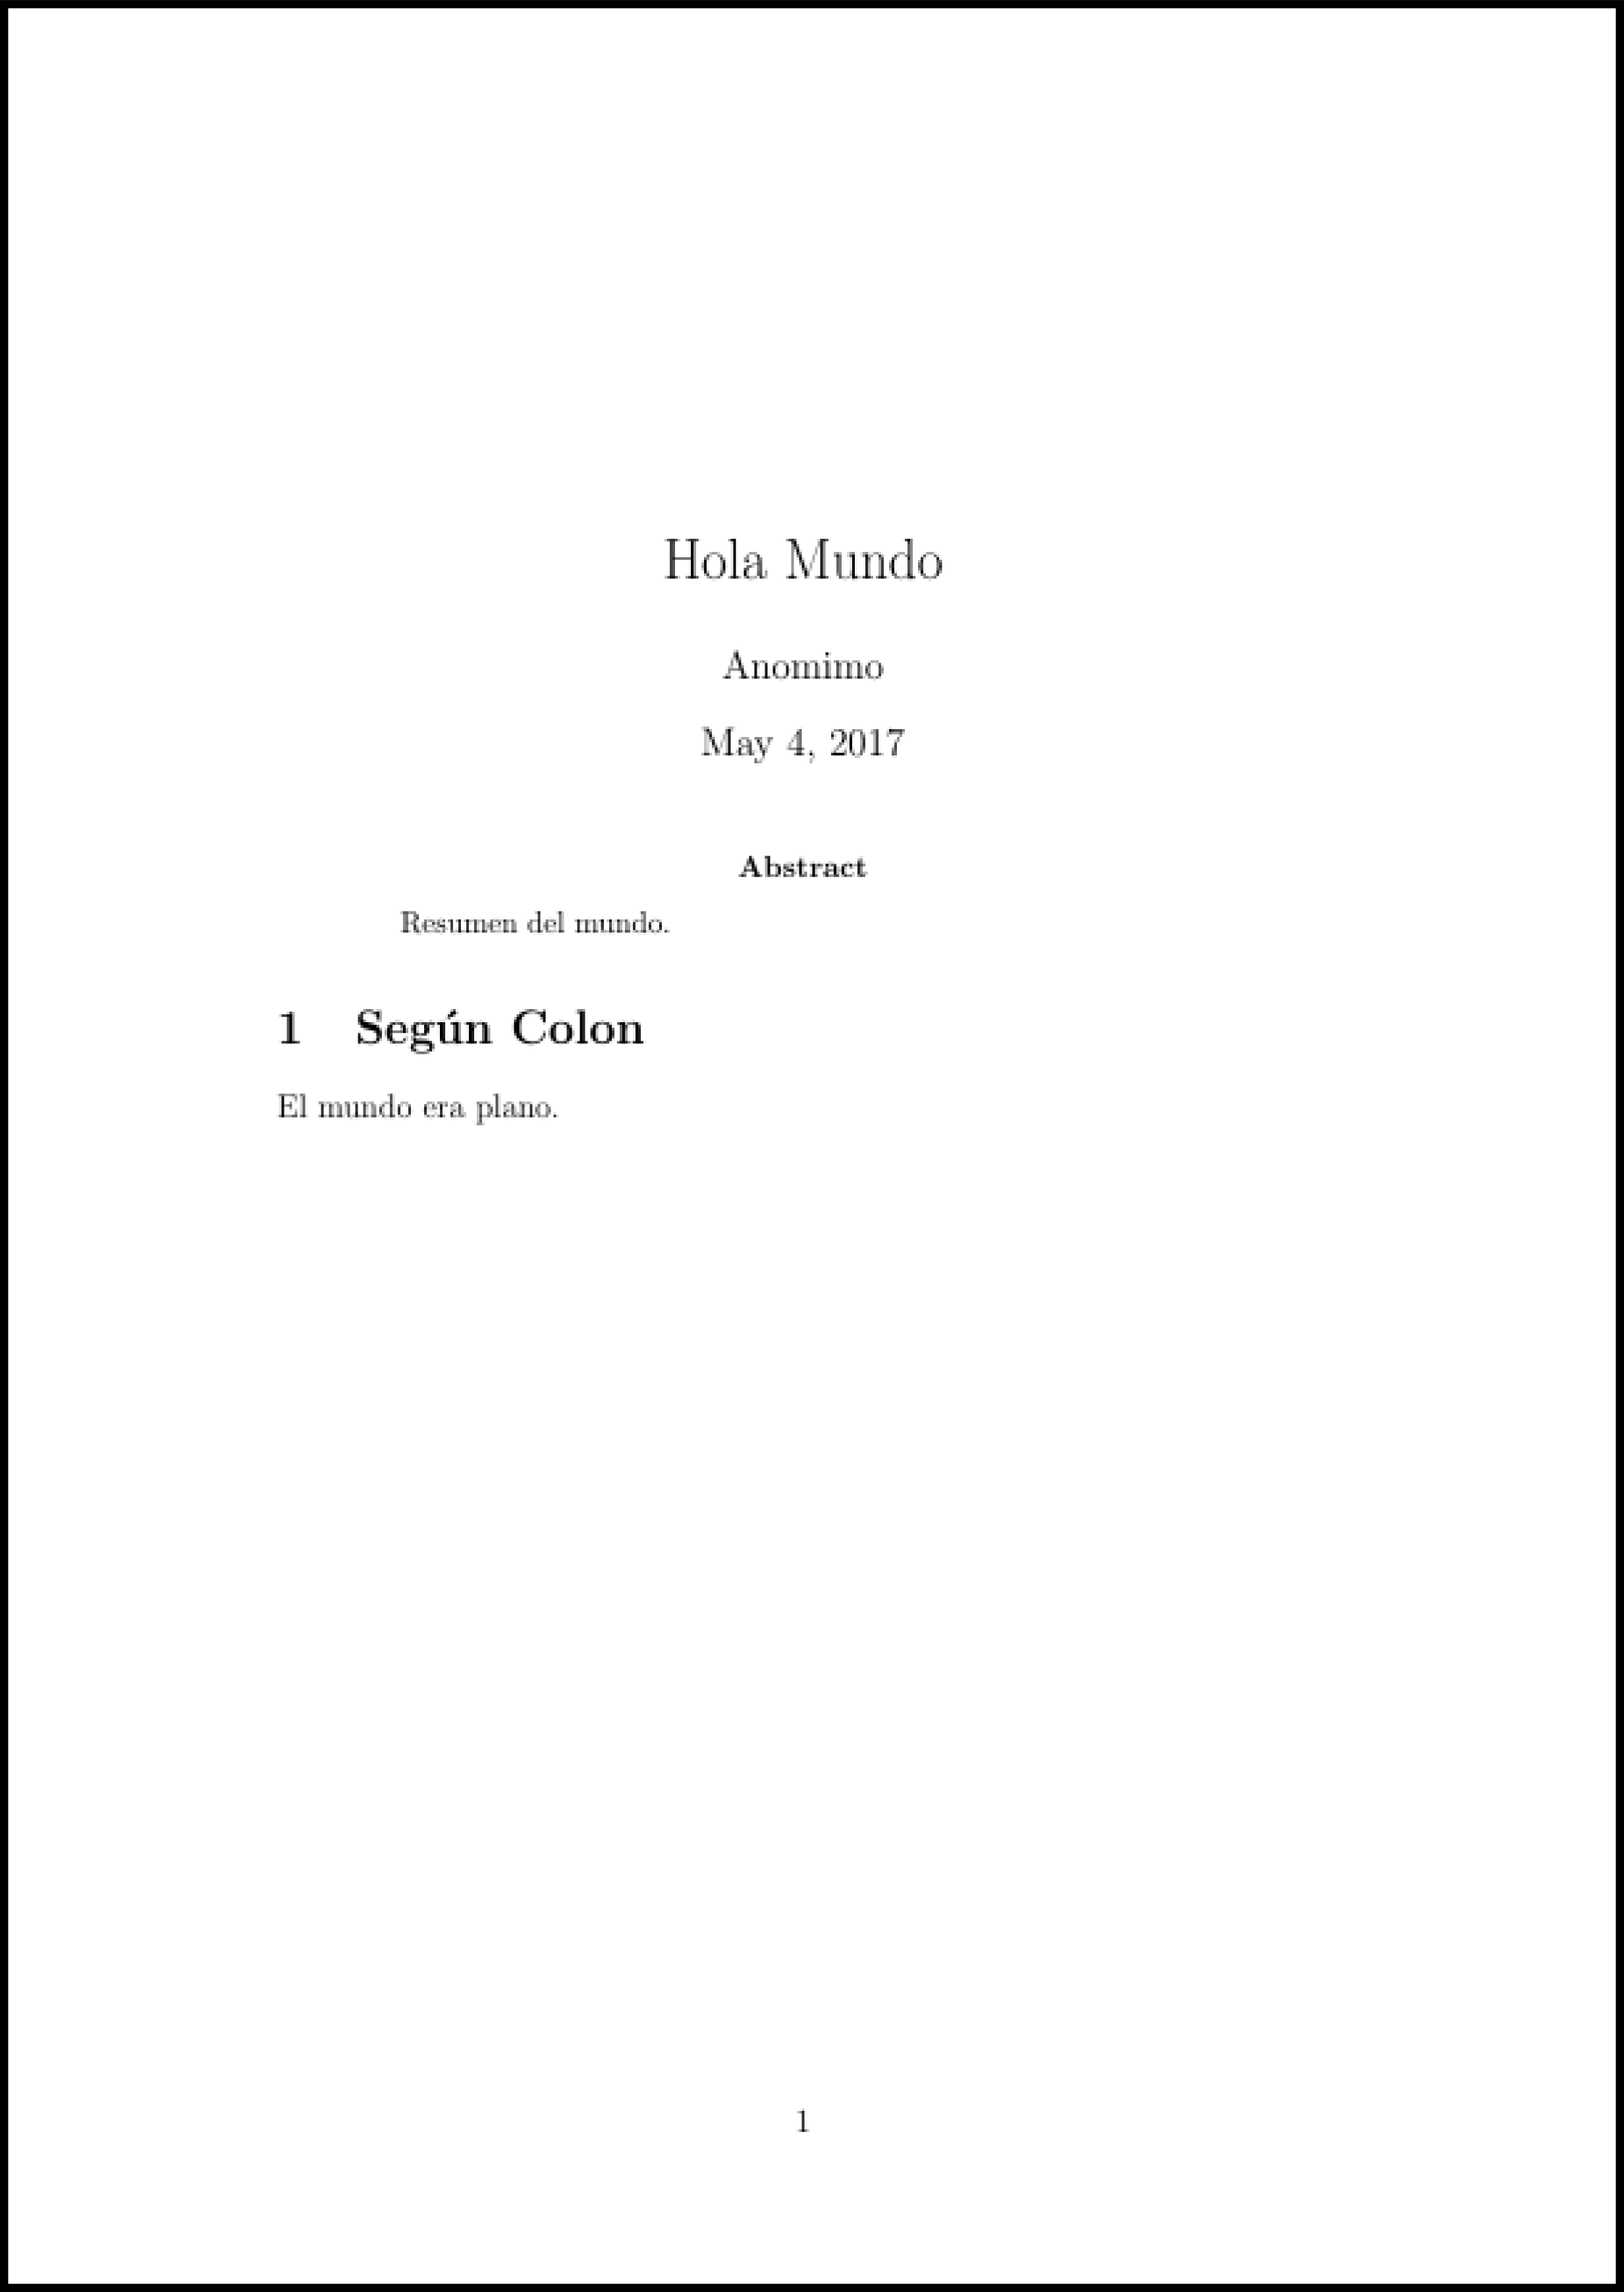 Hola Mundo
Anomimo
May 4, 2017
Abstract
Resumen del mundo.
1 Según Colon
El mundo era plano.
1